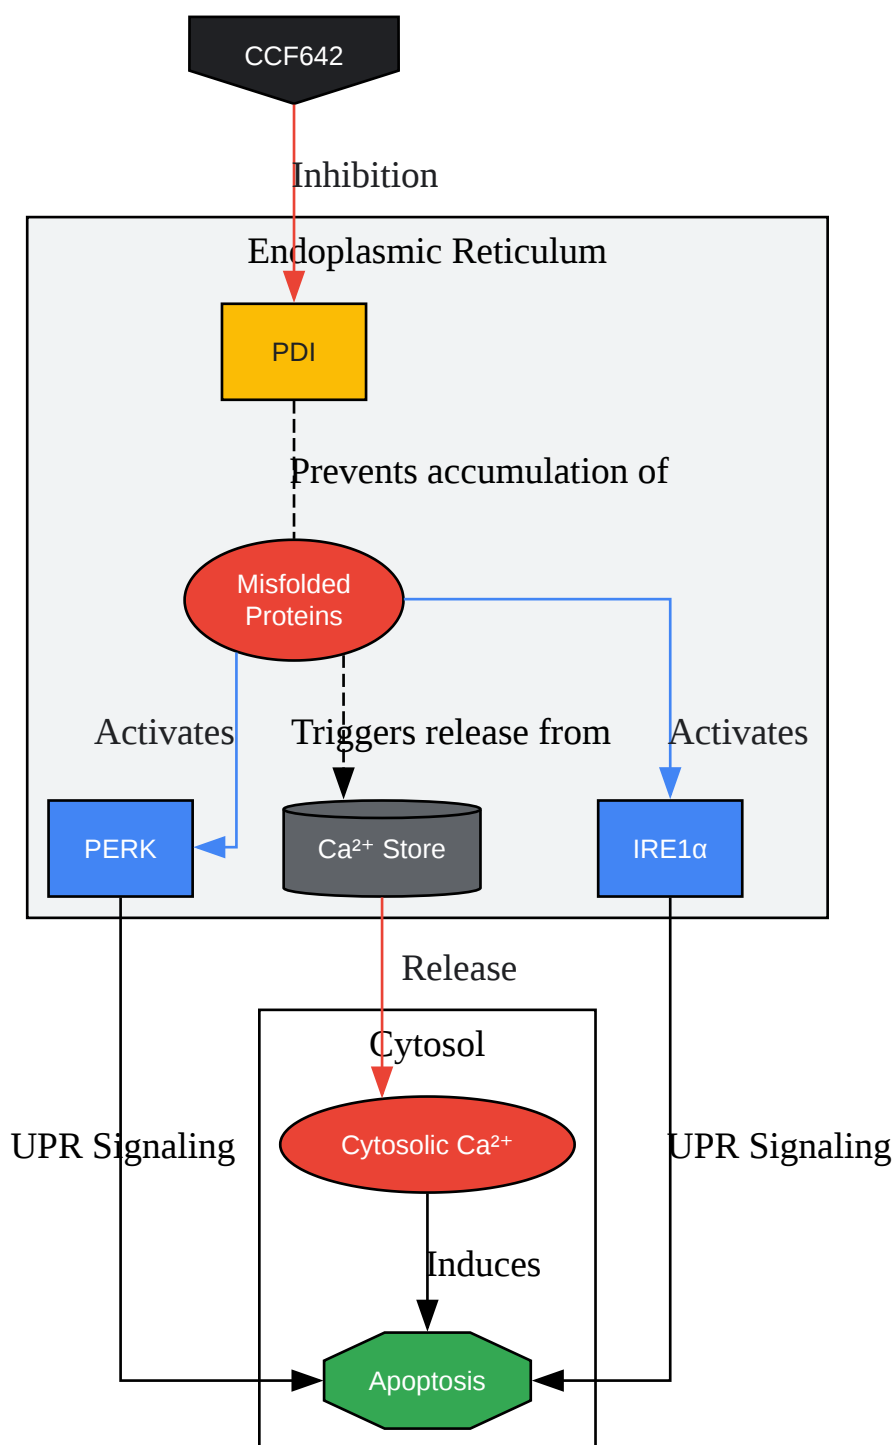 CCF642
Inhibition
Endoplasmic Reticulum
PDI
Prevents accumulation of
Misfolded
Proteins
Activates
Triggers release from
Activates
PERK
Ca²⁺ Store
IRE1α
Release
Cytosol
UPR Signaling
Cytosolic Ca²⁺
UPR Signaling
Induces
Apoptosis